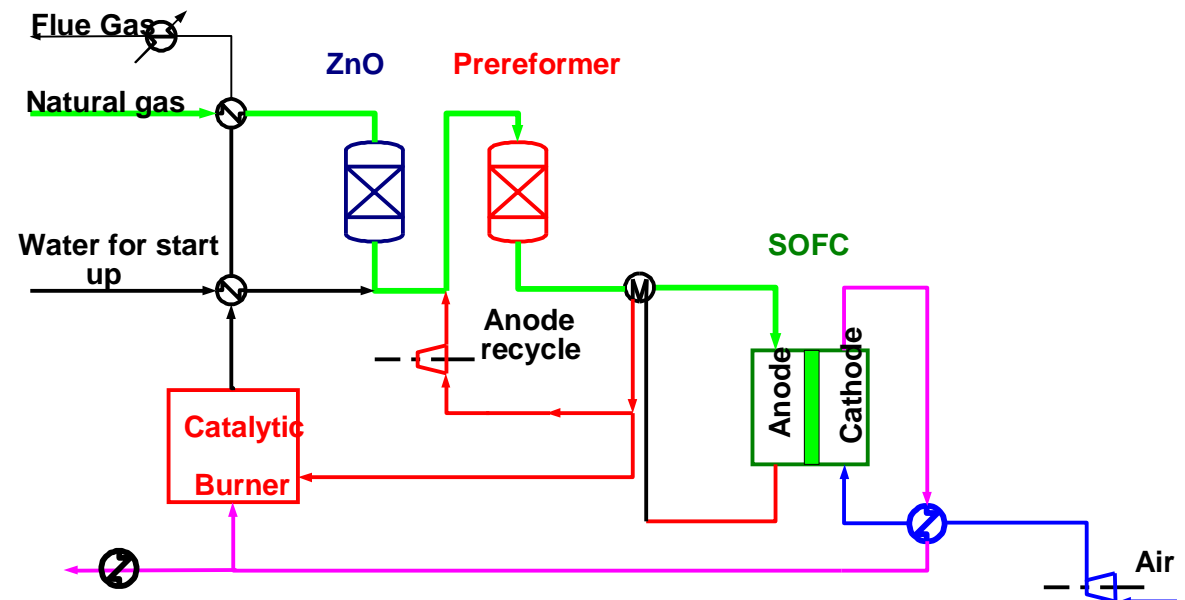 Flue Gas
ZnO
Prereformer
Natural gas
Water for start
up
SOFC
M
Anode
recycle
Anode
Cathode
Catalytic
Burner
Air